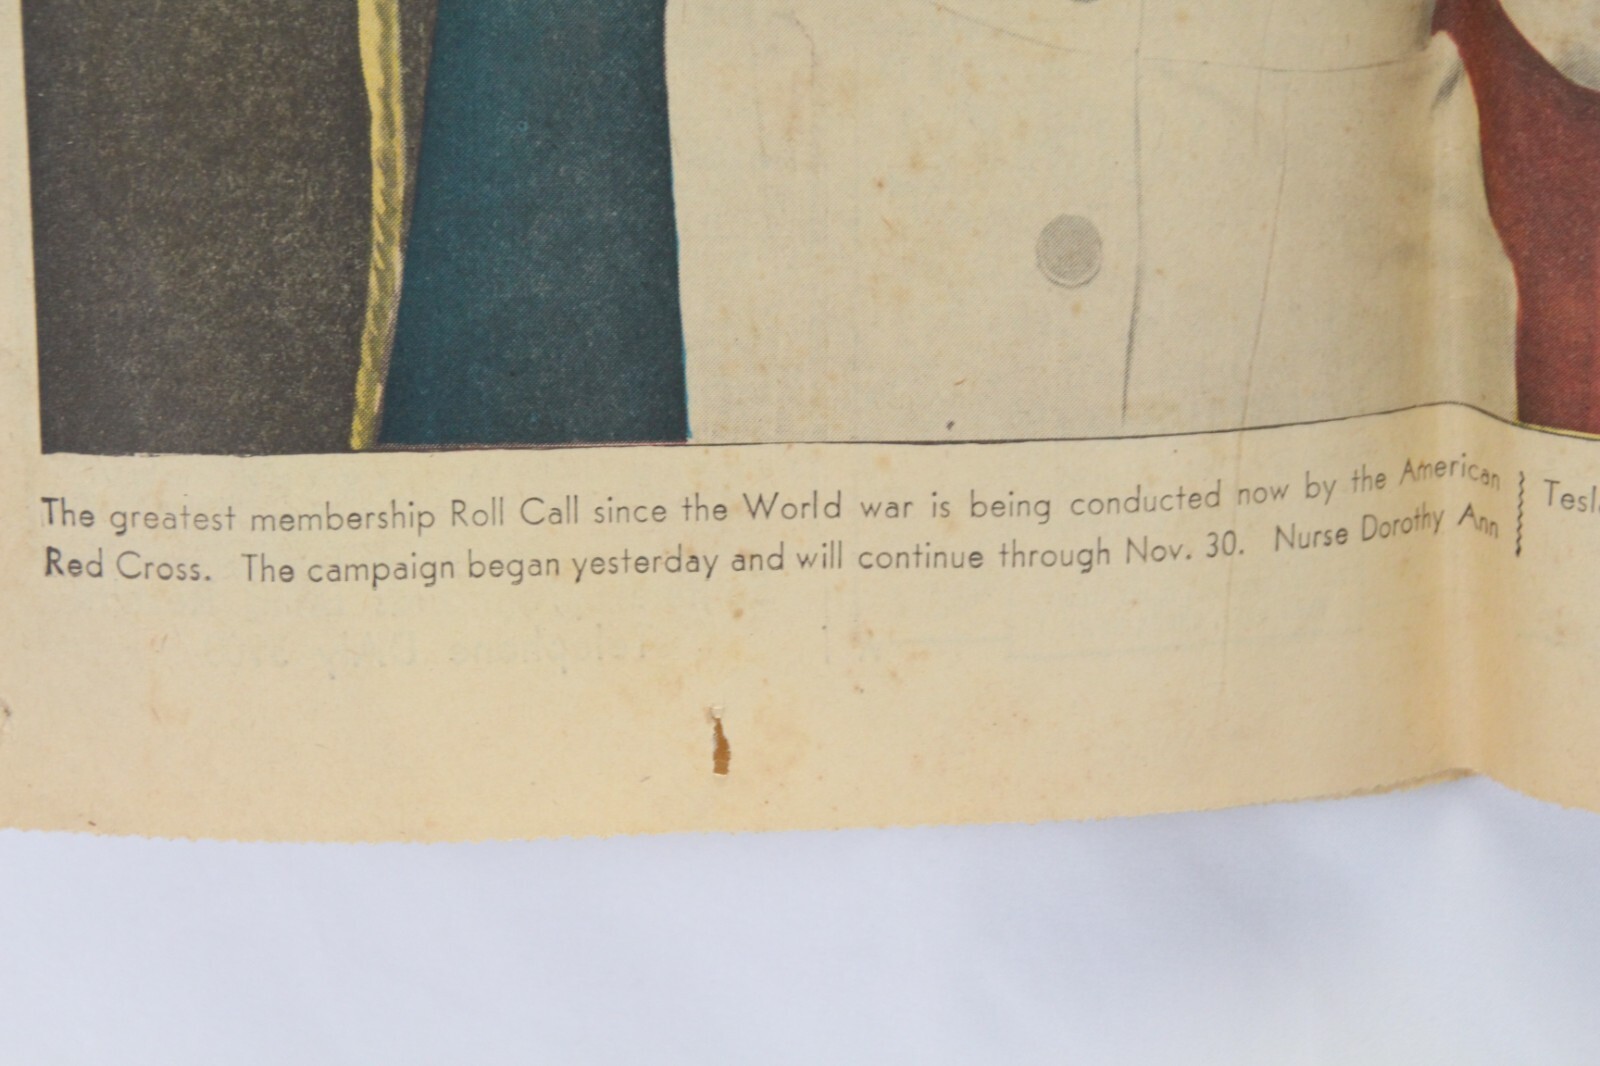 The greatest membership Roll Call since the World war is being conducted now by the American
Red Cross. The campaign began yesterday and will continue through Nov. 30. Nurse Dorothy Ann
Tesl